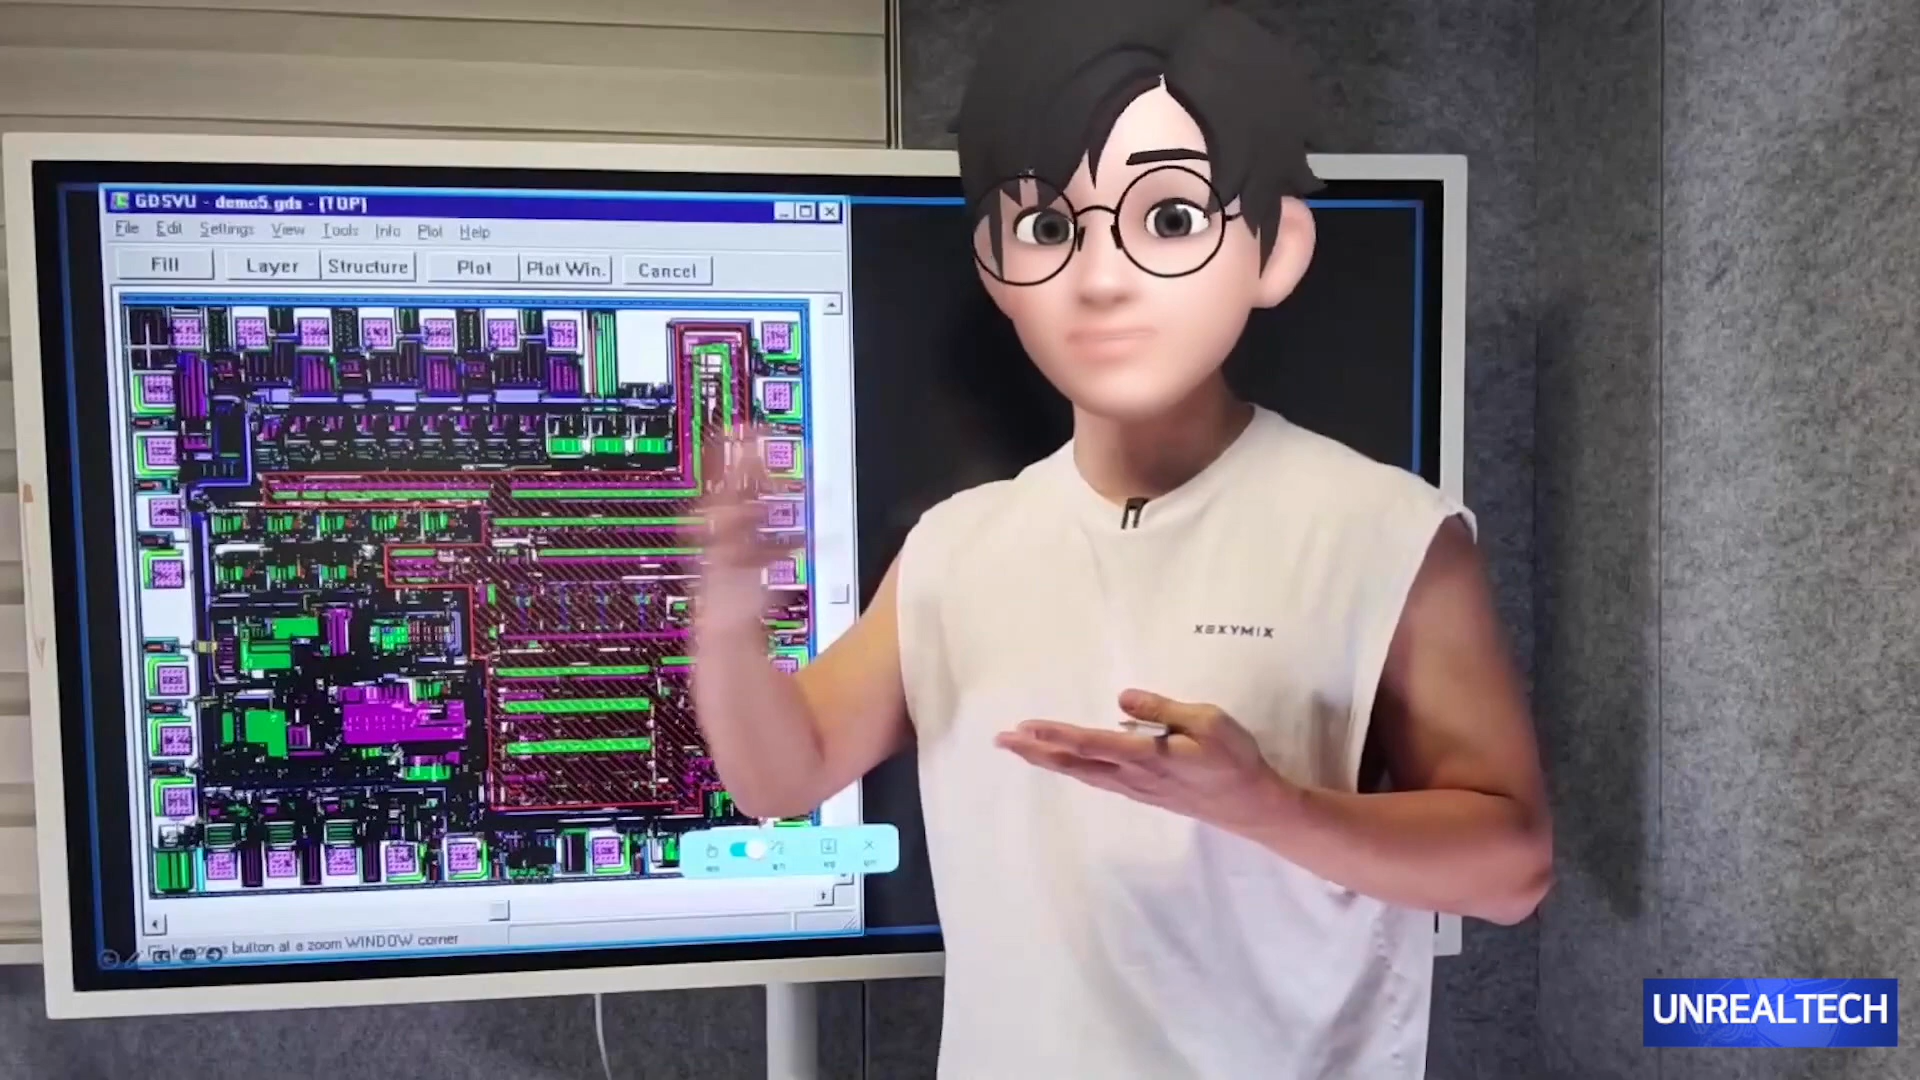 GDSVU - demo5.gds - [TOP]
File Edit Settings View Tools Info Plot Help
Fill Layer Structure Plot Plot Win. Cancel
XEXYMIX
button at a zoom WINDOW corner
UNREALTECH